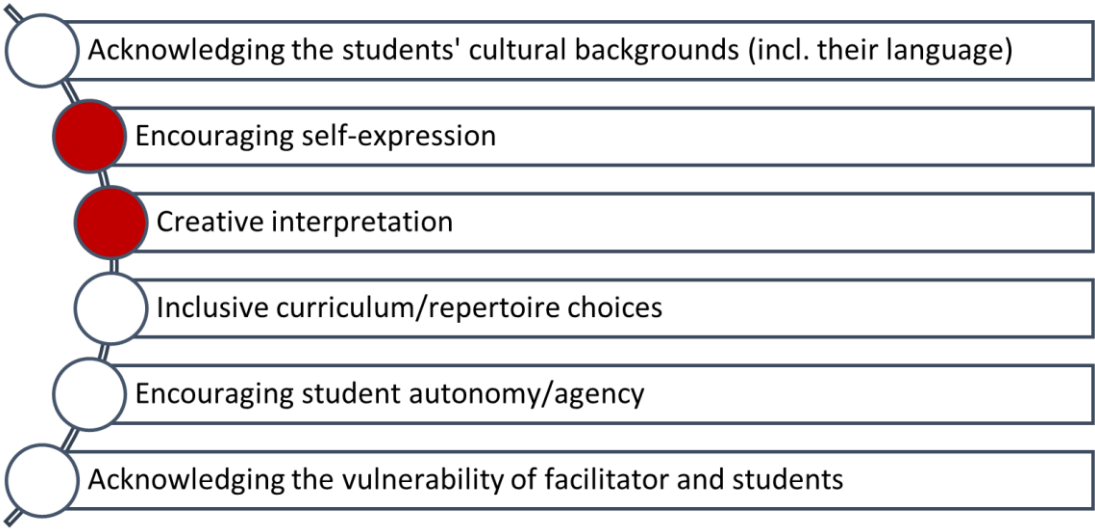 Acknowledging the students' cultural backgrounds (incl. their language)
Encouraging self-expression
Creative interpretation
Inclusive curriculum/repertoire choices
Encouraging student autonomy/agency
Acknowledging the vulnerability of facilitator and students